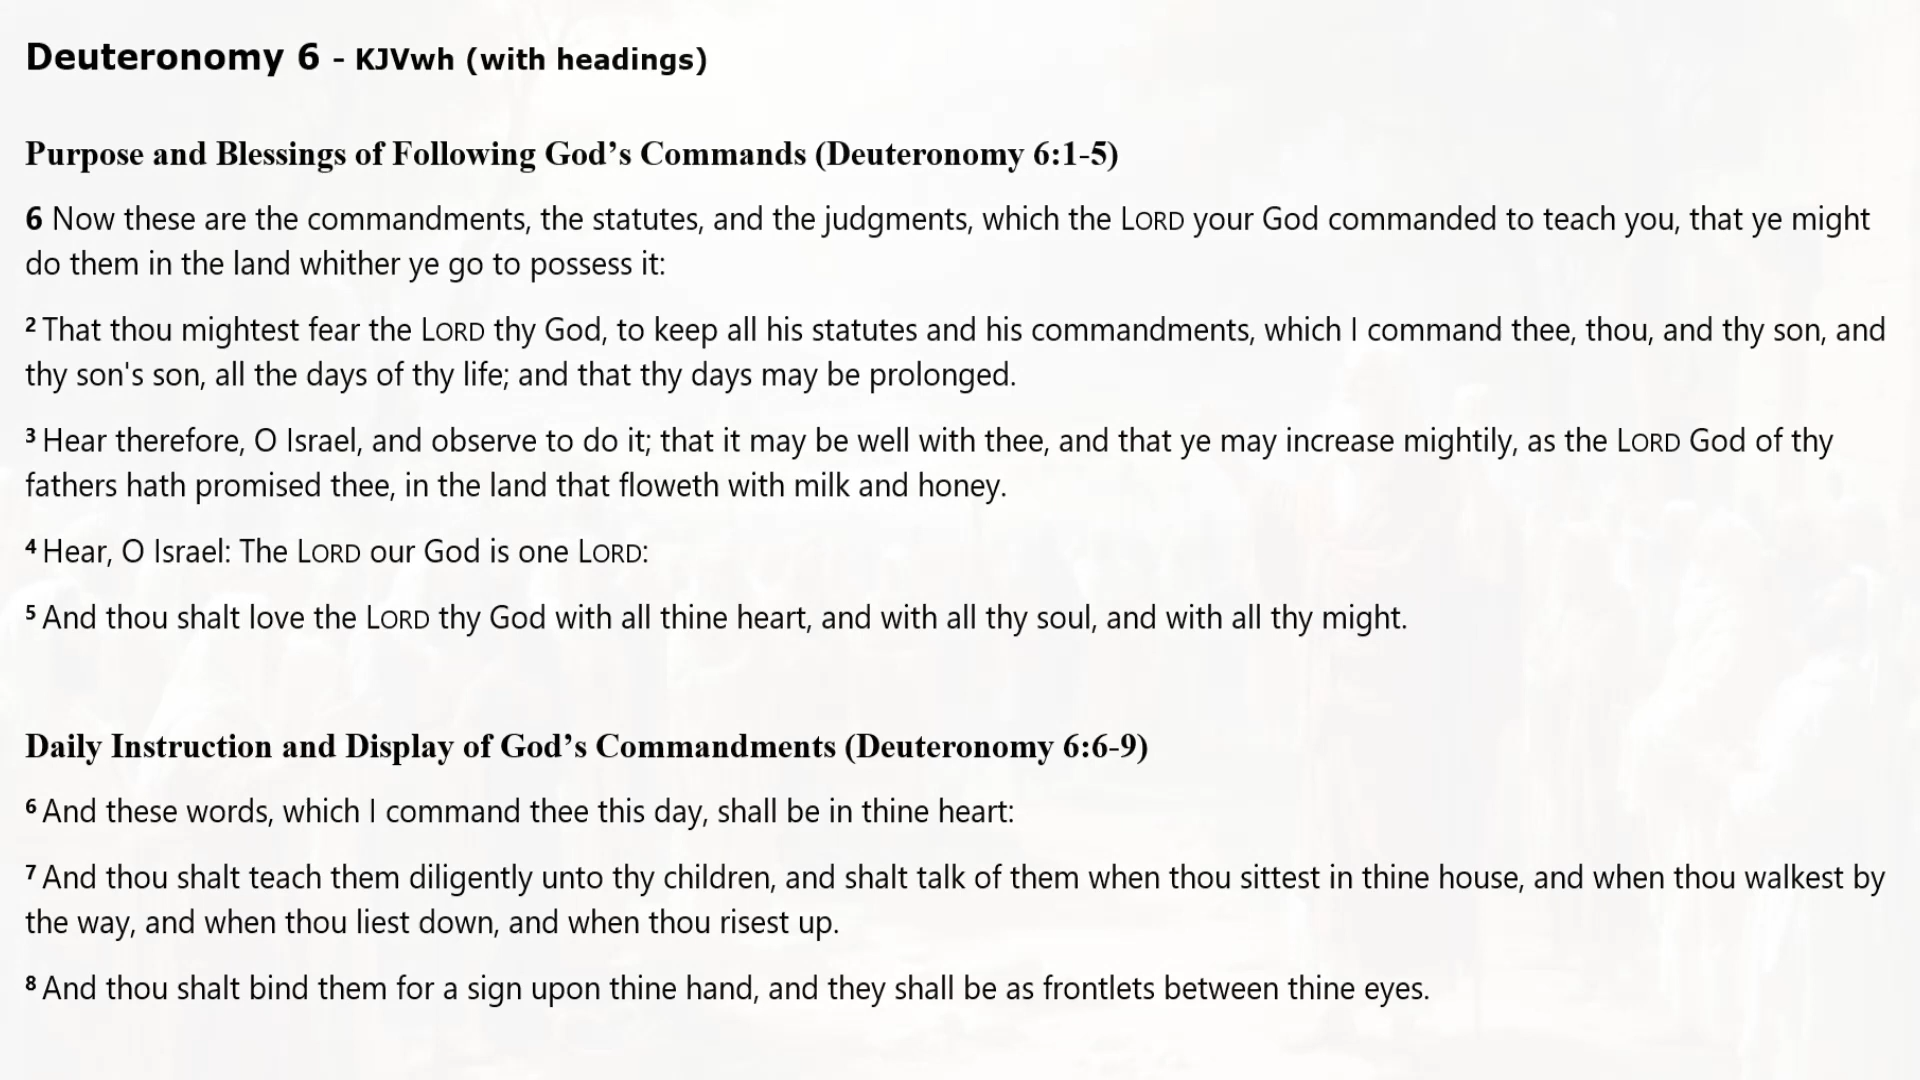 Deuteronomy 6 - KJVwh (with headings)
Purpose and Blessings of Following God’s Commands (Deuteronomy 6:1-5)
6 Now these are the commandments, the statutes, and the judgments, which the LORD your God commanded to teach you, that ye might
do them in the land whither ye go to possess it:
2 That thou mightest fear the LORD thy God, to keep all his statutes and his commandments, which I command thee, thou, and thy son, and
thy son's son, all the days of thy life; and that thy days may be prolonged.
3 Hear therefore, O Israel, and observe to do it; that it may be well with thee, and that ye may increase mightily, as the LORD God of thy
fathers hath promised thee, in the land that floweth with milk and honey.
4 Hear, O Israel: The LORD our God is one LORD:
5 And thou shalt love the LORD thy God with all thine heart, and with all thy soul, and with all thy might.
Daily Instruction and Display of God’s Commandments (Deuteronomy 6:6-9)
6 And these words, which I command thee this day, shall be in thine heart:
7 And thou shalt teach them diligently unto thy children, and shalt talk of them when thou sittest in thine house, and when thou walkest by
the way, and when thou liest down, and when thou risest up.
8 And thou shalt bind them for a sign upon thine hand, and they shall be as frontlets between thine eyes.